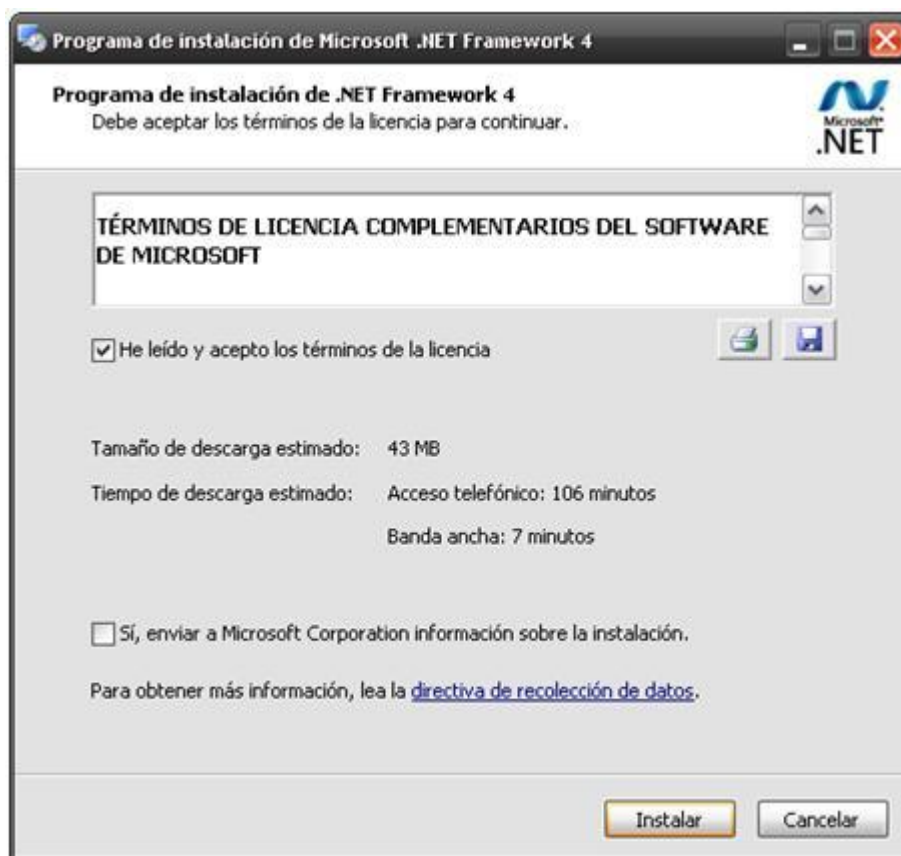 Programa de instalación de Microsoft .NET Framework 4
Programa de instalación de .NET Framework 4
Debe aceptar los términos de la licencia para continuar.
Microsoft
.NET
TÉRMINOS DE LICENCIA COMPLEMENTARIOS DEL SOFTWARE
DE MICROSOFT
He leído y acepto los términos de la licencia
Tamaño de descarga estimado: 43 MB
Tiempo de descarga estimado: Acceso telefónico: 106 minutos
Banda ancha: 7 minutos
Sí, enviar a Microsoft Corporation información sobre la instalación.
Para obtener más información, lea la directiva de recolección de datos.
Instalar Cancelar